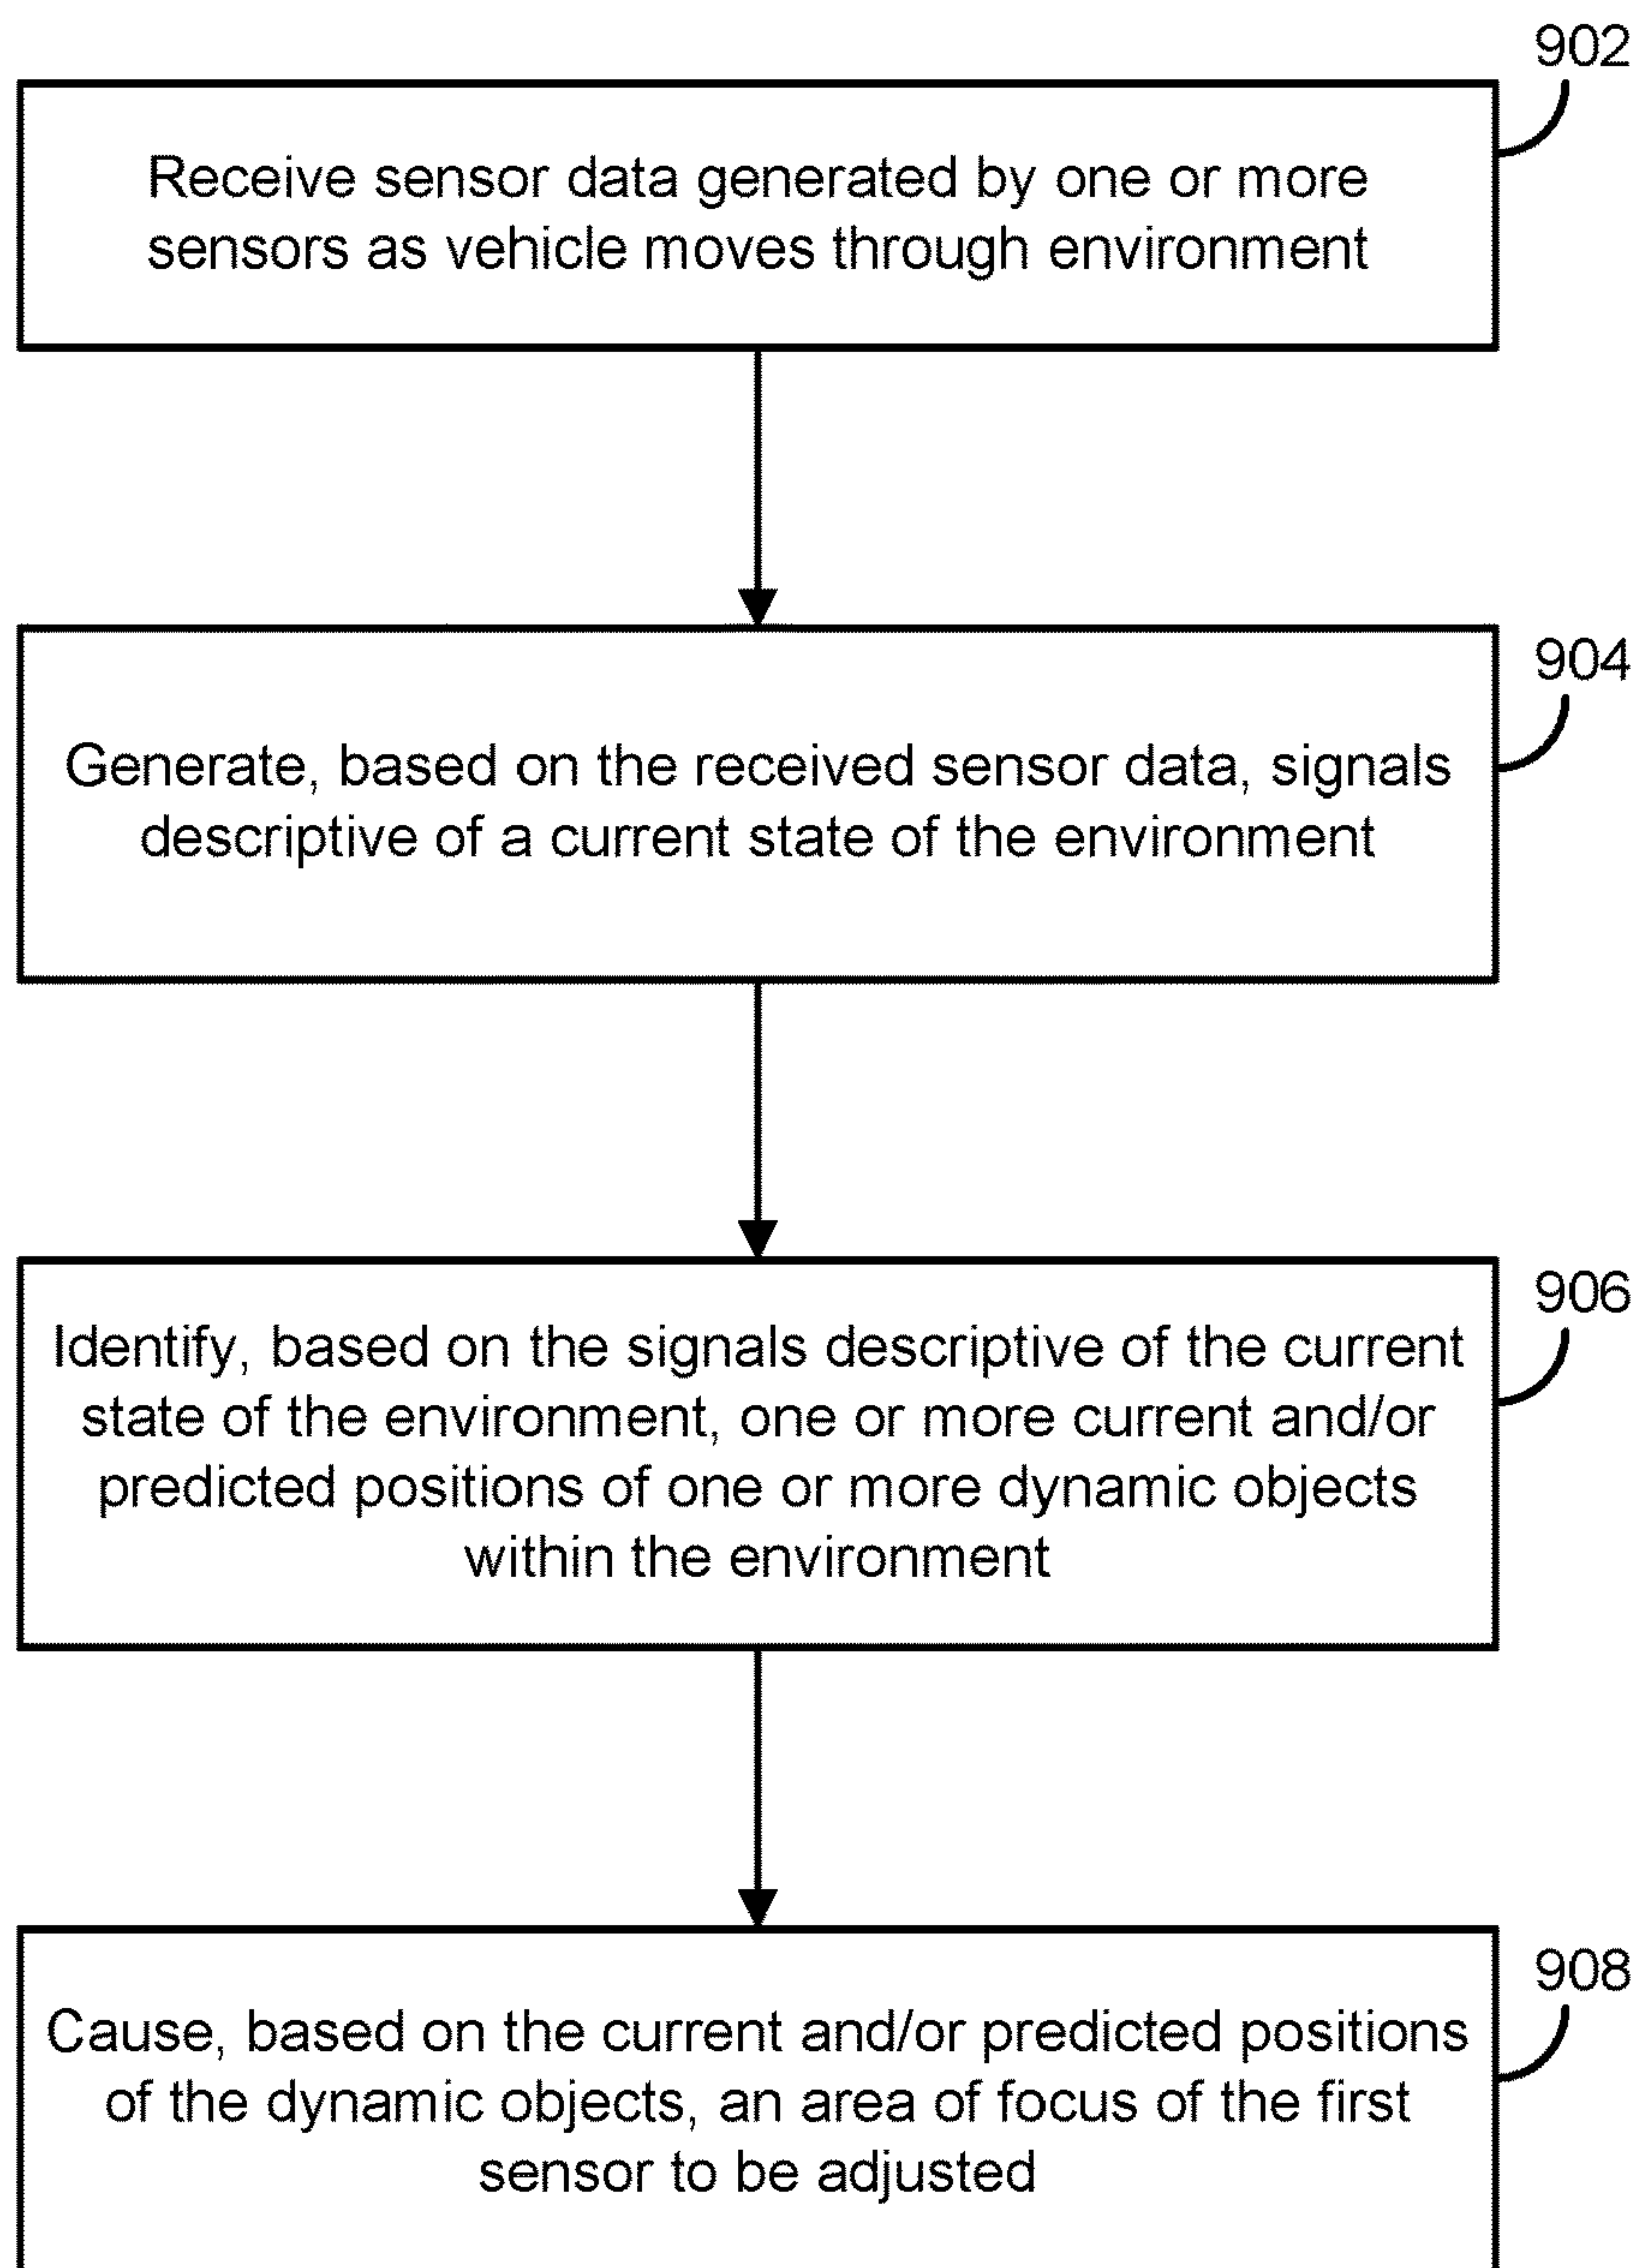 902
Receive sensor data generated by one or more
sensors as vehicle moves through environment
904
Generate, based on the received sensor data, signals
descriptive of a current state of the environment
906
Identify, based on the signals descriptive of the current
state of the environment, one or more current and/or
predicted positions of one or more dynamic objects
within the environment
908
Cause, based on the current and/or predicted positions
of the dynamic objects, an area of focus of the first
sensor to be adjusted